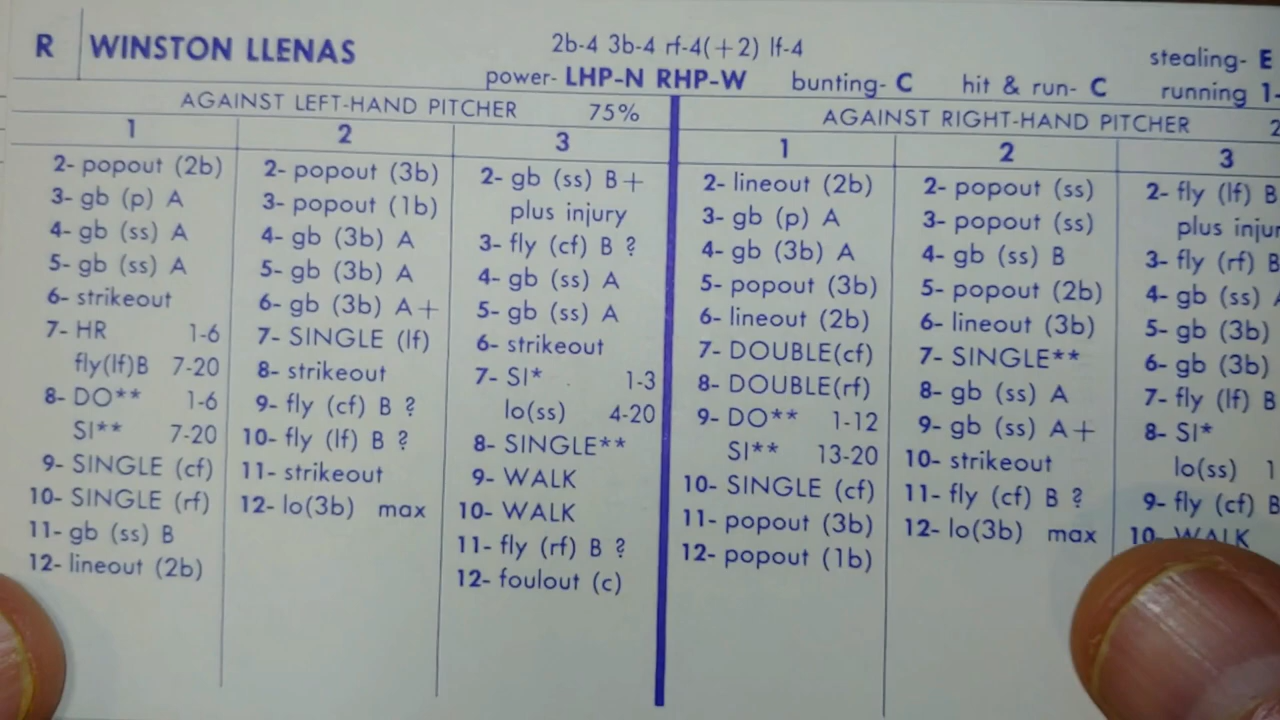 R WINSTON LLENAS
2b-4 3b-4 rf-4(+2) lf-4
stealing- E
power- LHP-N RHP-W bunting- C hit & run- C running 1-
AGAINST LEFT-HAND PITCHER 75%
1
2- popout (2b)
3- gb (p) A
4- gb (ss) A
5- gb (ss) A
6- strikeout
7- HR 1-6
fly(lf)B 7-20
8- DO** 1-6
SI** 7-20
9- SINGLE (cf)
10- SINGLE (rf)
11- gb (ss) B
12- lineout (2b)
2
2- popout (3b)
3- popout (1b)
4- gb (3b) A
5- gb (3b) A
6- gb (3b) A+
7- SINGLE (lf)
8- strikeout
9- fly (cf) B ?
10- fly (lf) B ?
11- strikeout
12- lo(3b) max
3
2- gb (ss) B+
plus injury
3- fly (cf) B ?
4- gb (ss) A
5- gb (ss) A
6- strikeout
7- SI* 1-3
lo(ss) 4-20
8- SINGLE**
9- WALK
10- WALK
11- fly (rf) B ?
12- foulout (c)
AGAINST RIGHT-HAND PITCHER 2
1
2- lineout (2b)
3- gb (p) A
4- gb (3b) A
5- popout (3b)
6- lineout (2b)
7- DOUBLE(cf)
8- DOUBLE(rf)
9- DO** 1-12
SI** 13-20
10- SINGLE (cf)
11- popout (3b)
12- popout (1b)
2
2- popout (ss)
3- popout (ss)
4- gb (ss) B
5- popout (2b)
6- lineout (3b)
7- SINGLE**
8- gb (ss) A
9- gb (ss) A+
10- strikeout
11- fly (cf) B ?
12- lo(3b) max
3
2- fly (lf) B
plus injur
3- fly (rf) B
4- gb (ss) A
5- gb (3b)
6- gb (3b)
7- fly (lf) B
8- SI*
lo(ss) 1
9- fly (cf) B
10- WALK